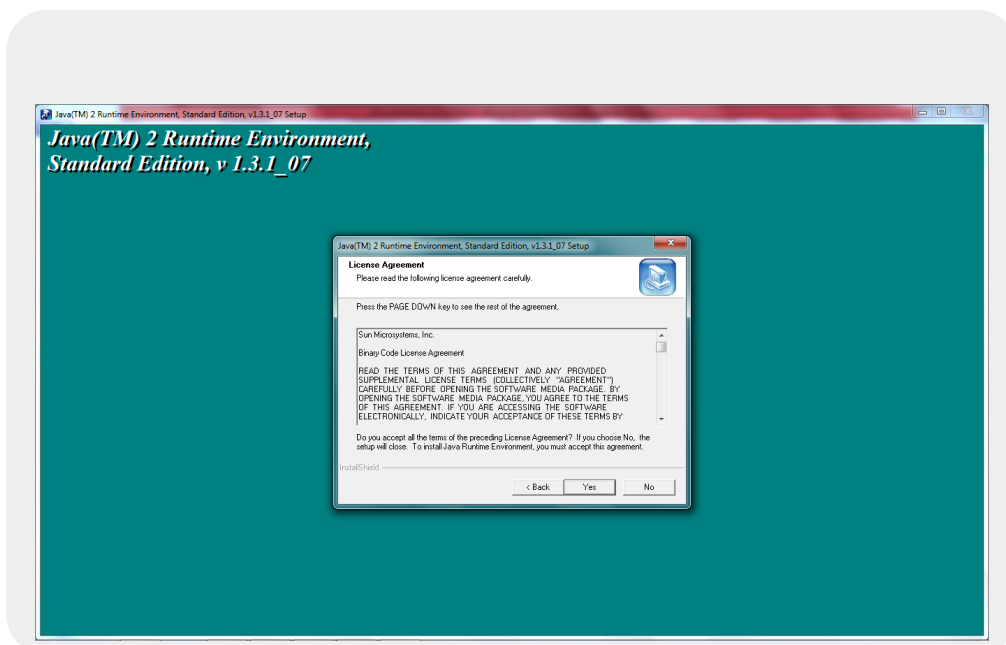 Java(TM) 2 Runtime Environment, Standard Edition, v1.3.1_07 Setup
Java(TM) 2 Runtime Environment,
Standard Edition, v 1.3.1_07
Java(TM) 2 Runtime Environment, Standard Edition, v1.3.1_07 Setup
License Agreement
Please read the following license agreement carefully.
Press the PAGE DOWN key to see the rest of the agreement.
Sun Microsystems, Inc.
Binary Code License Agreement
READ THE TERMS OF THIS AGREEMENT AND ANY PROVIDED
SUPPLEMENTAL LICENSE TERMS (COLLECTIVELY "AGREEMENT")
CAREFULLY BEFORE OPENING THE SOFTWARE MEDIA PACKAGE. BY
OPENING THE SOFTWARE MEDIA PACKAGE, YOU AGREE TO THE TERMS
OF THIS AGREEMENT. IF YOU ARE ACCESSING THE SOFTWARE
ELECTRONICALLY, INDICATE YOUR ACCEPTANCE OF THESE TERMS BY
Do you accept all the terms of the preceding License Agreement? If you choose No, the
setup will close. To install Java Runtime Environment, you must accept this agreement.
InstallShield
< Back
Yes
No